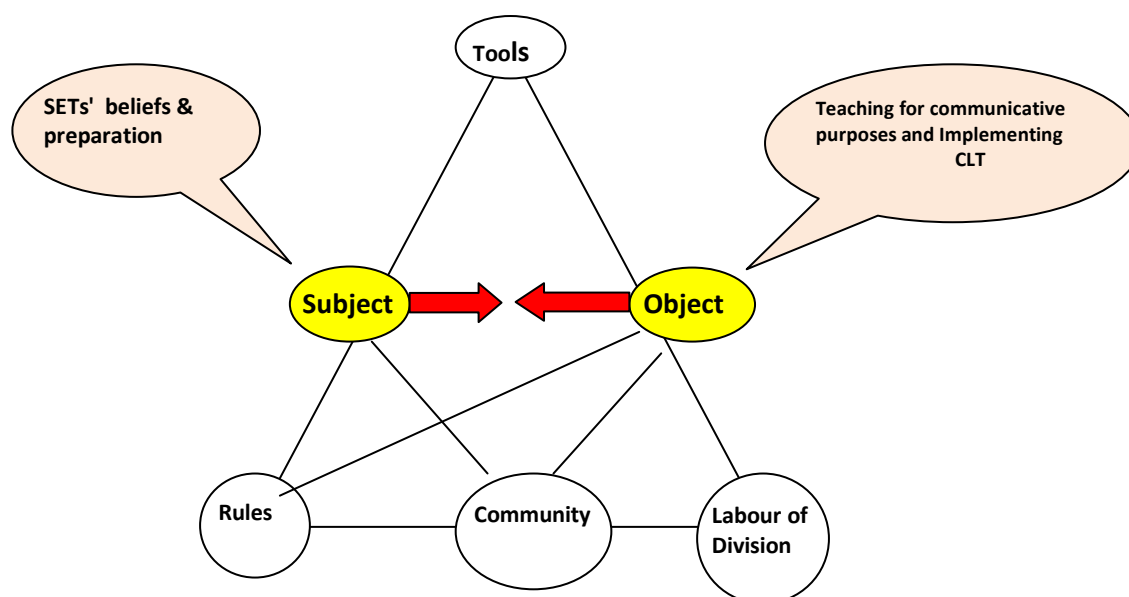 Tools
SETs' beliefs &
preparation
Teaching for communicative
purposes and Implementing
CLT
Subject
Object
Rules
Community
Labour of
Division